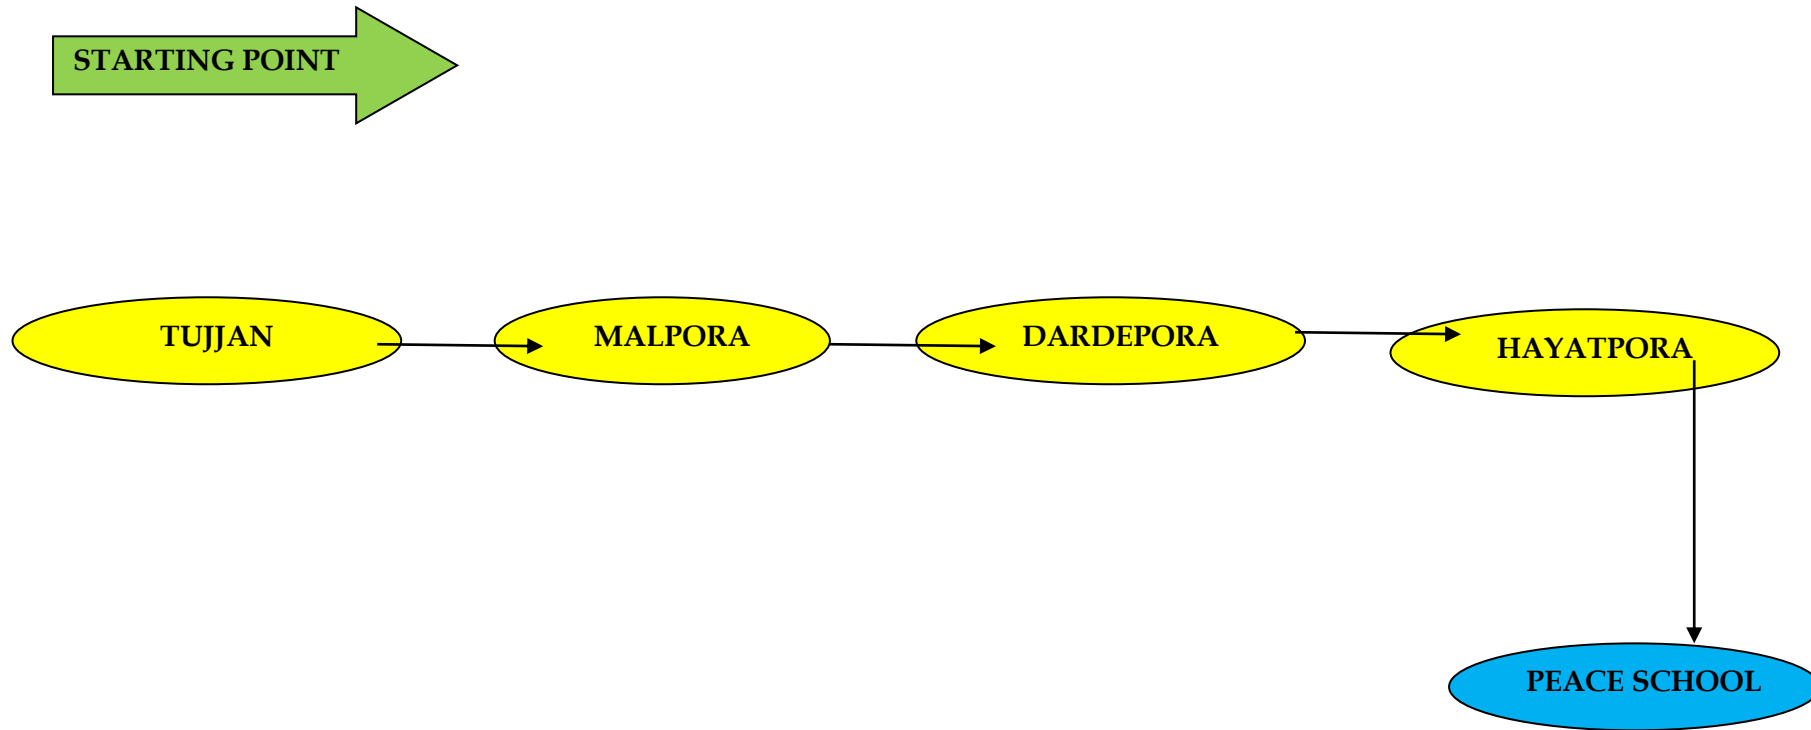 STARTING POINT
TUJJAN
MALPORA
DARDEPORA
HAYATPORA
PEACE SCHOOL